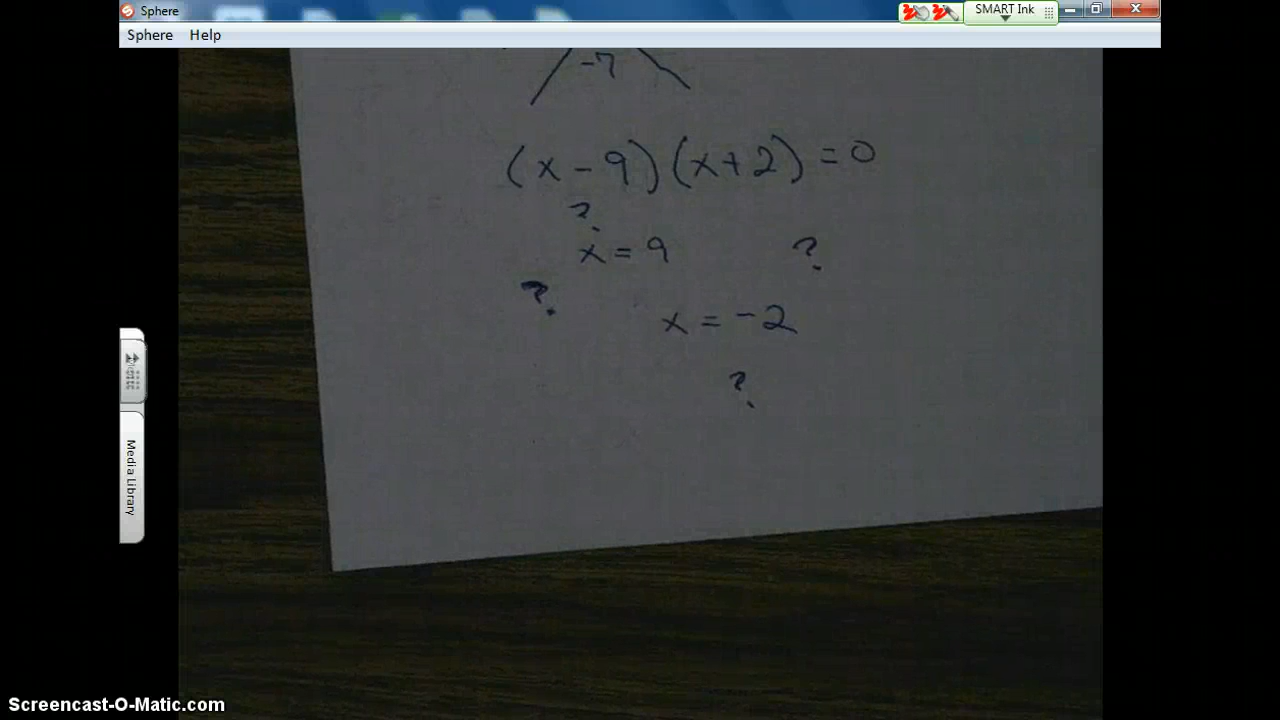 Sphere
SMART Ink
Sphere Help
-7
(x - 9)(x + 2) = 0
?
x = 9 ?
?
x = -2
?
Media Library
Screencast-O-Matic.com